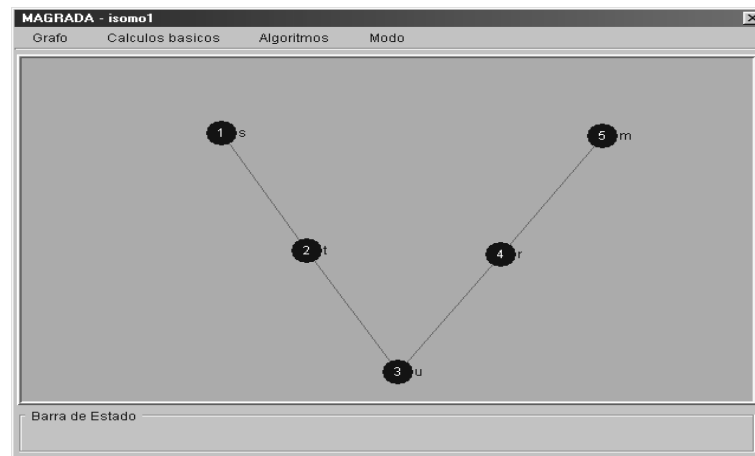 MAGRADA - isomo1
Grafo Calculos basicos Algoritmos Modo
1 s
5 m
2 t
4 r
3 u
Barra de Estado